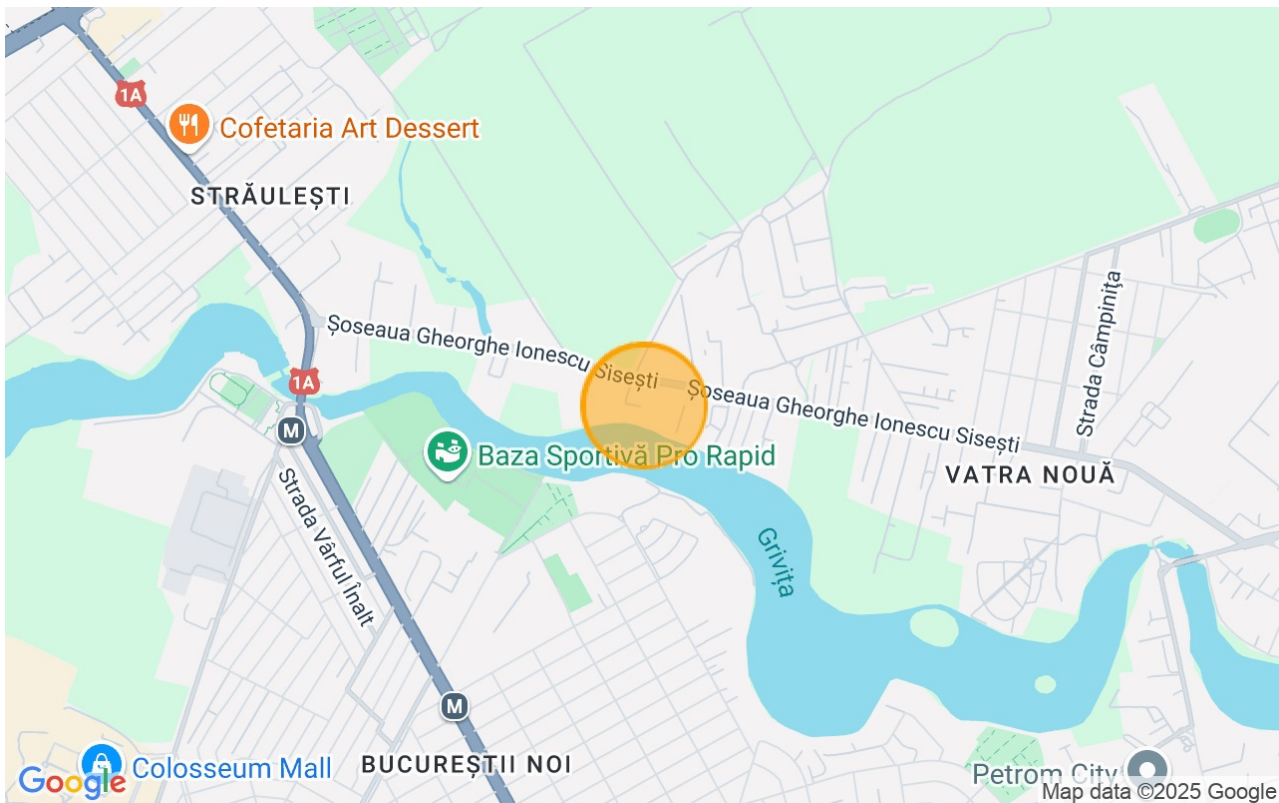 1A
Cofetaria Art Dessert
STRĂULEȘTI
Șoseaua Gheorghe Ionescu Sisești
Strada Câmpinița
1A
Șoseaua Gheorghe Ionescu Sisești
M
Baza Sportivă Pro Rapid
VATRA NOUĂ
Strada Vârful Înalt
Grivița
M
Colosseum Mall
BUCUREȘTII NOI
Petrom City
Google
Map data ©2025 Google